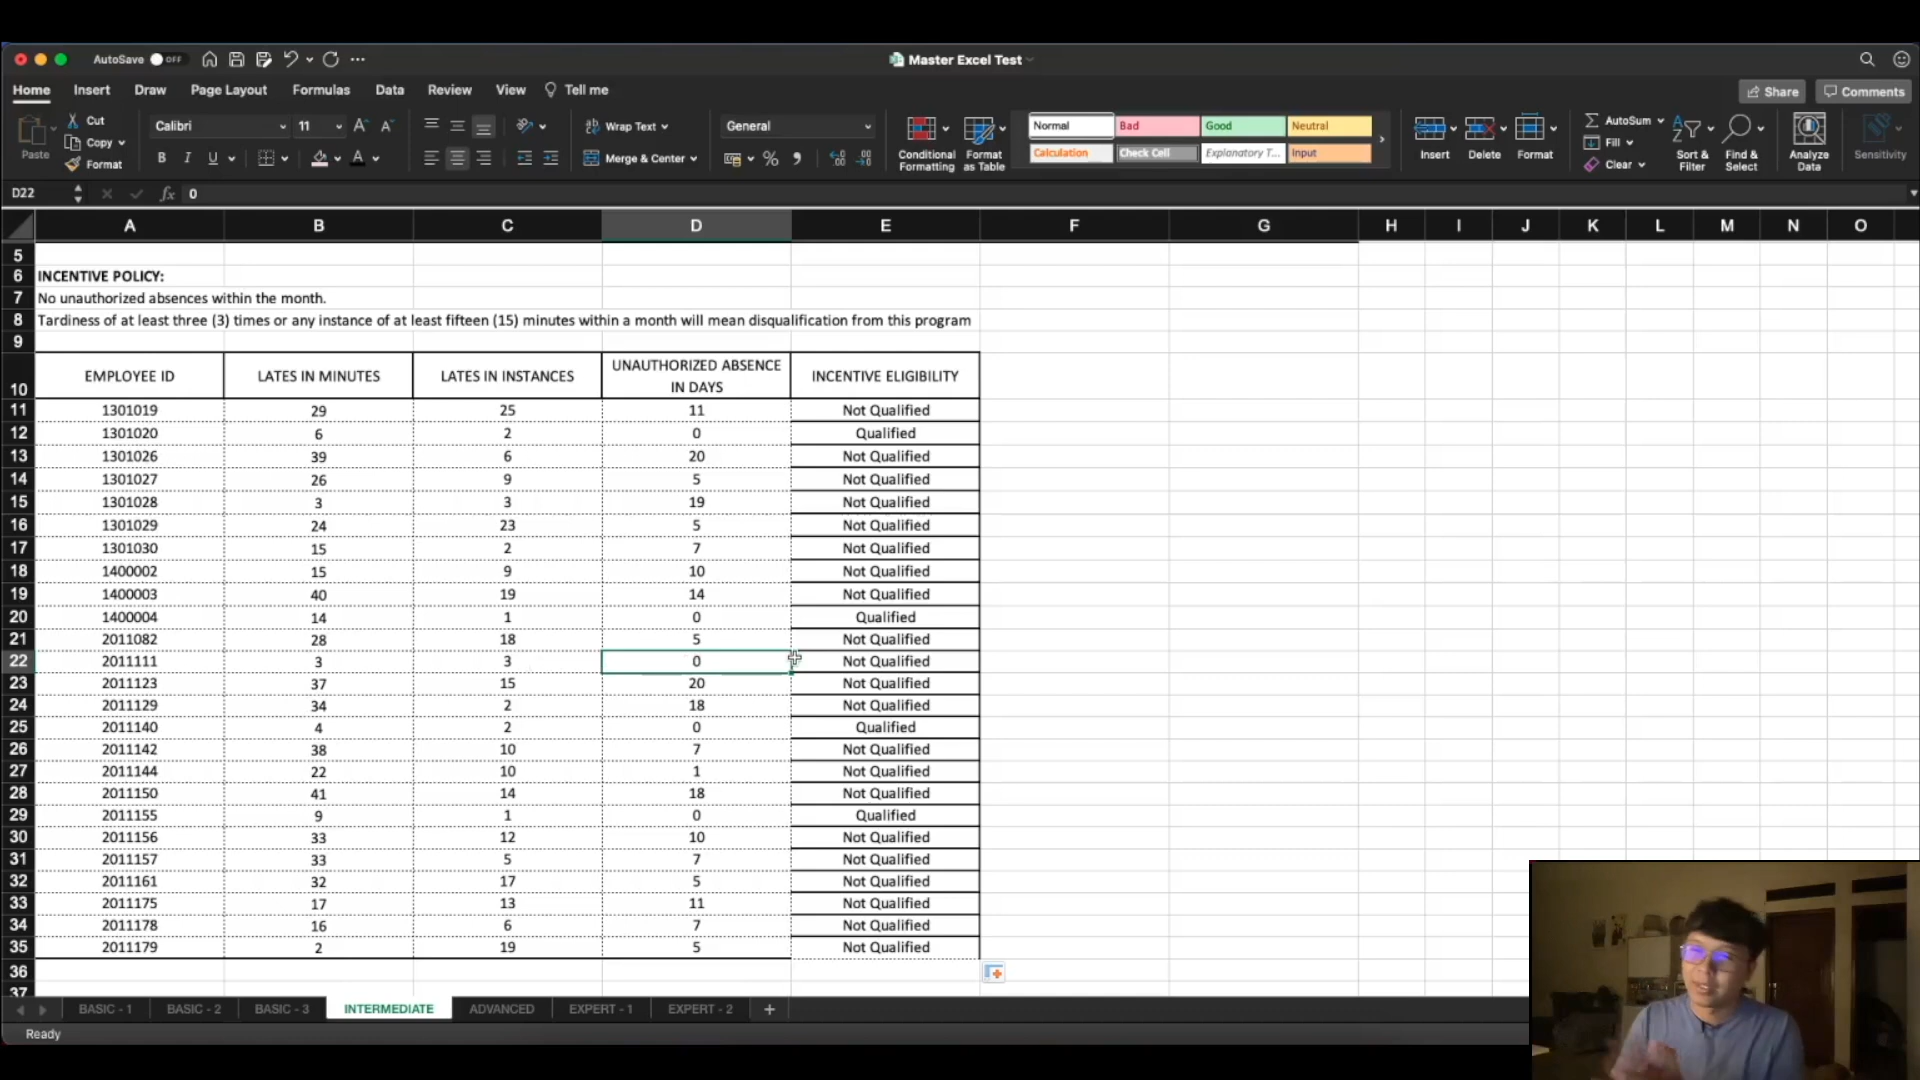 AutoSave OFF Master Excel Test
Home Insert Draw Page Layout Formulas Data Review View Tell me Share Comments
Paste Cut Copy Format Calibri 11 B I U A Wrap Text Merge & Center General % Conditional Formatting Format as Table Normal Bad Good Neutral Calculation Check Cell Explanatory T... Input Insert Delete Format AutoSum Fill Clear Sort & Filter Find & Select Analyze Data Sensitivity
D22 fx 0
A B C D E F G H I J K L M N O
5
6 INCENTIVE POLICY:
7 No unauthorized absences within the month.
8 Tardiness of at least three (3) times or any instance of at least fifteen (15) minutes within a month will mean disqualification from this program
9
10 EMPLOYEE ID LATES IN MINUTES LATES IN INSTANCES UNAUTHORIZED ABSENCE IN DAYS INCENTIVE ELIGIBILITY
11 1301019 29 25 11 Not Qualified
12 1301020 6 2 0 Qualified
13 1301026 39 6 20 Not Qualified
14 1301027 26 9 5 Not Qualified
15 1301028 3 3 19 Not Qualified
16 1301029 24 23 5 Not Qualified
17 1301030 15 2 7 Not Qualified
18 1400002 15 9 10 Not Qualified
19 1400003 40 19 14 Not Qualified
20 1400004 14 1 0 Qualified
21 2011082 28 18 5 Not Qualified
22 2011111 3 3 0 Not Qualified
23 2011123 37 15 20 Not Qualified
24 2011129 34 2 18 Not Qualified
25 2011140 4 2 0 Qualified
26 2011142 38 10 7 Not Qualified
27 2011144 22 10 1 Not Qualified
28 2011150 41 14 18 Not Qualified
29 2011155 9 1 0 Qualified
30 2011156 33 12 10 Not Qualified
31 2011157 33 5 7 Not Qualified
32 2011161 32 17 5 Not Qualified
33 2011175 17 13 11 Not Qualified
34 2011178 16 6 7 Not Qualified
35 2011179 2 19 5 Not Qualified
36
37
BASIC - 1 BASIC - 2 BASIC - 3 INTERMEDIATE ADVANCED EXPERT - 1 EXPERT - 2 +
Ready